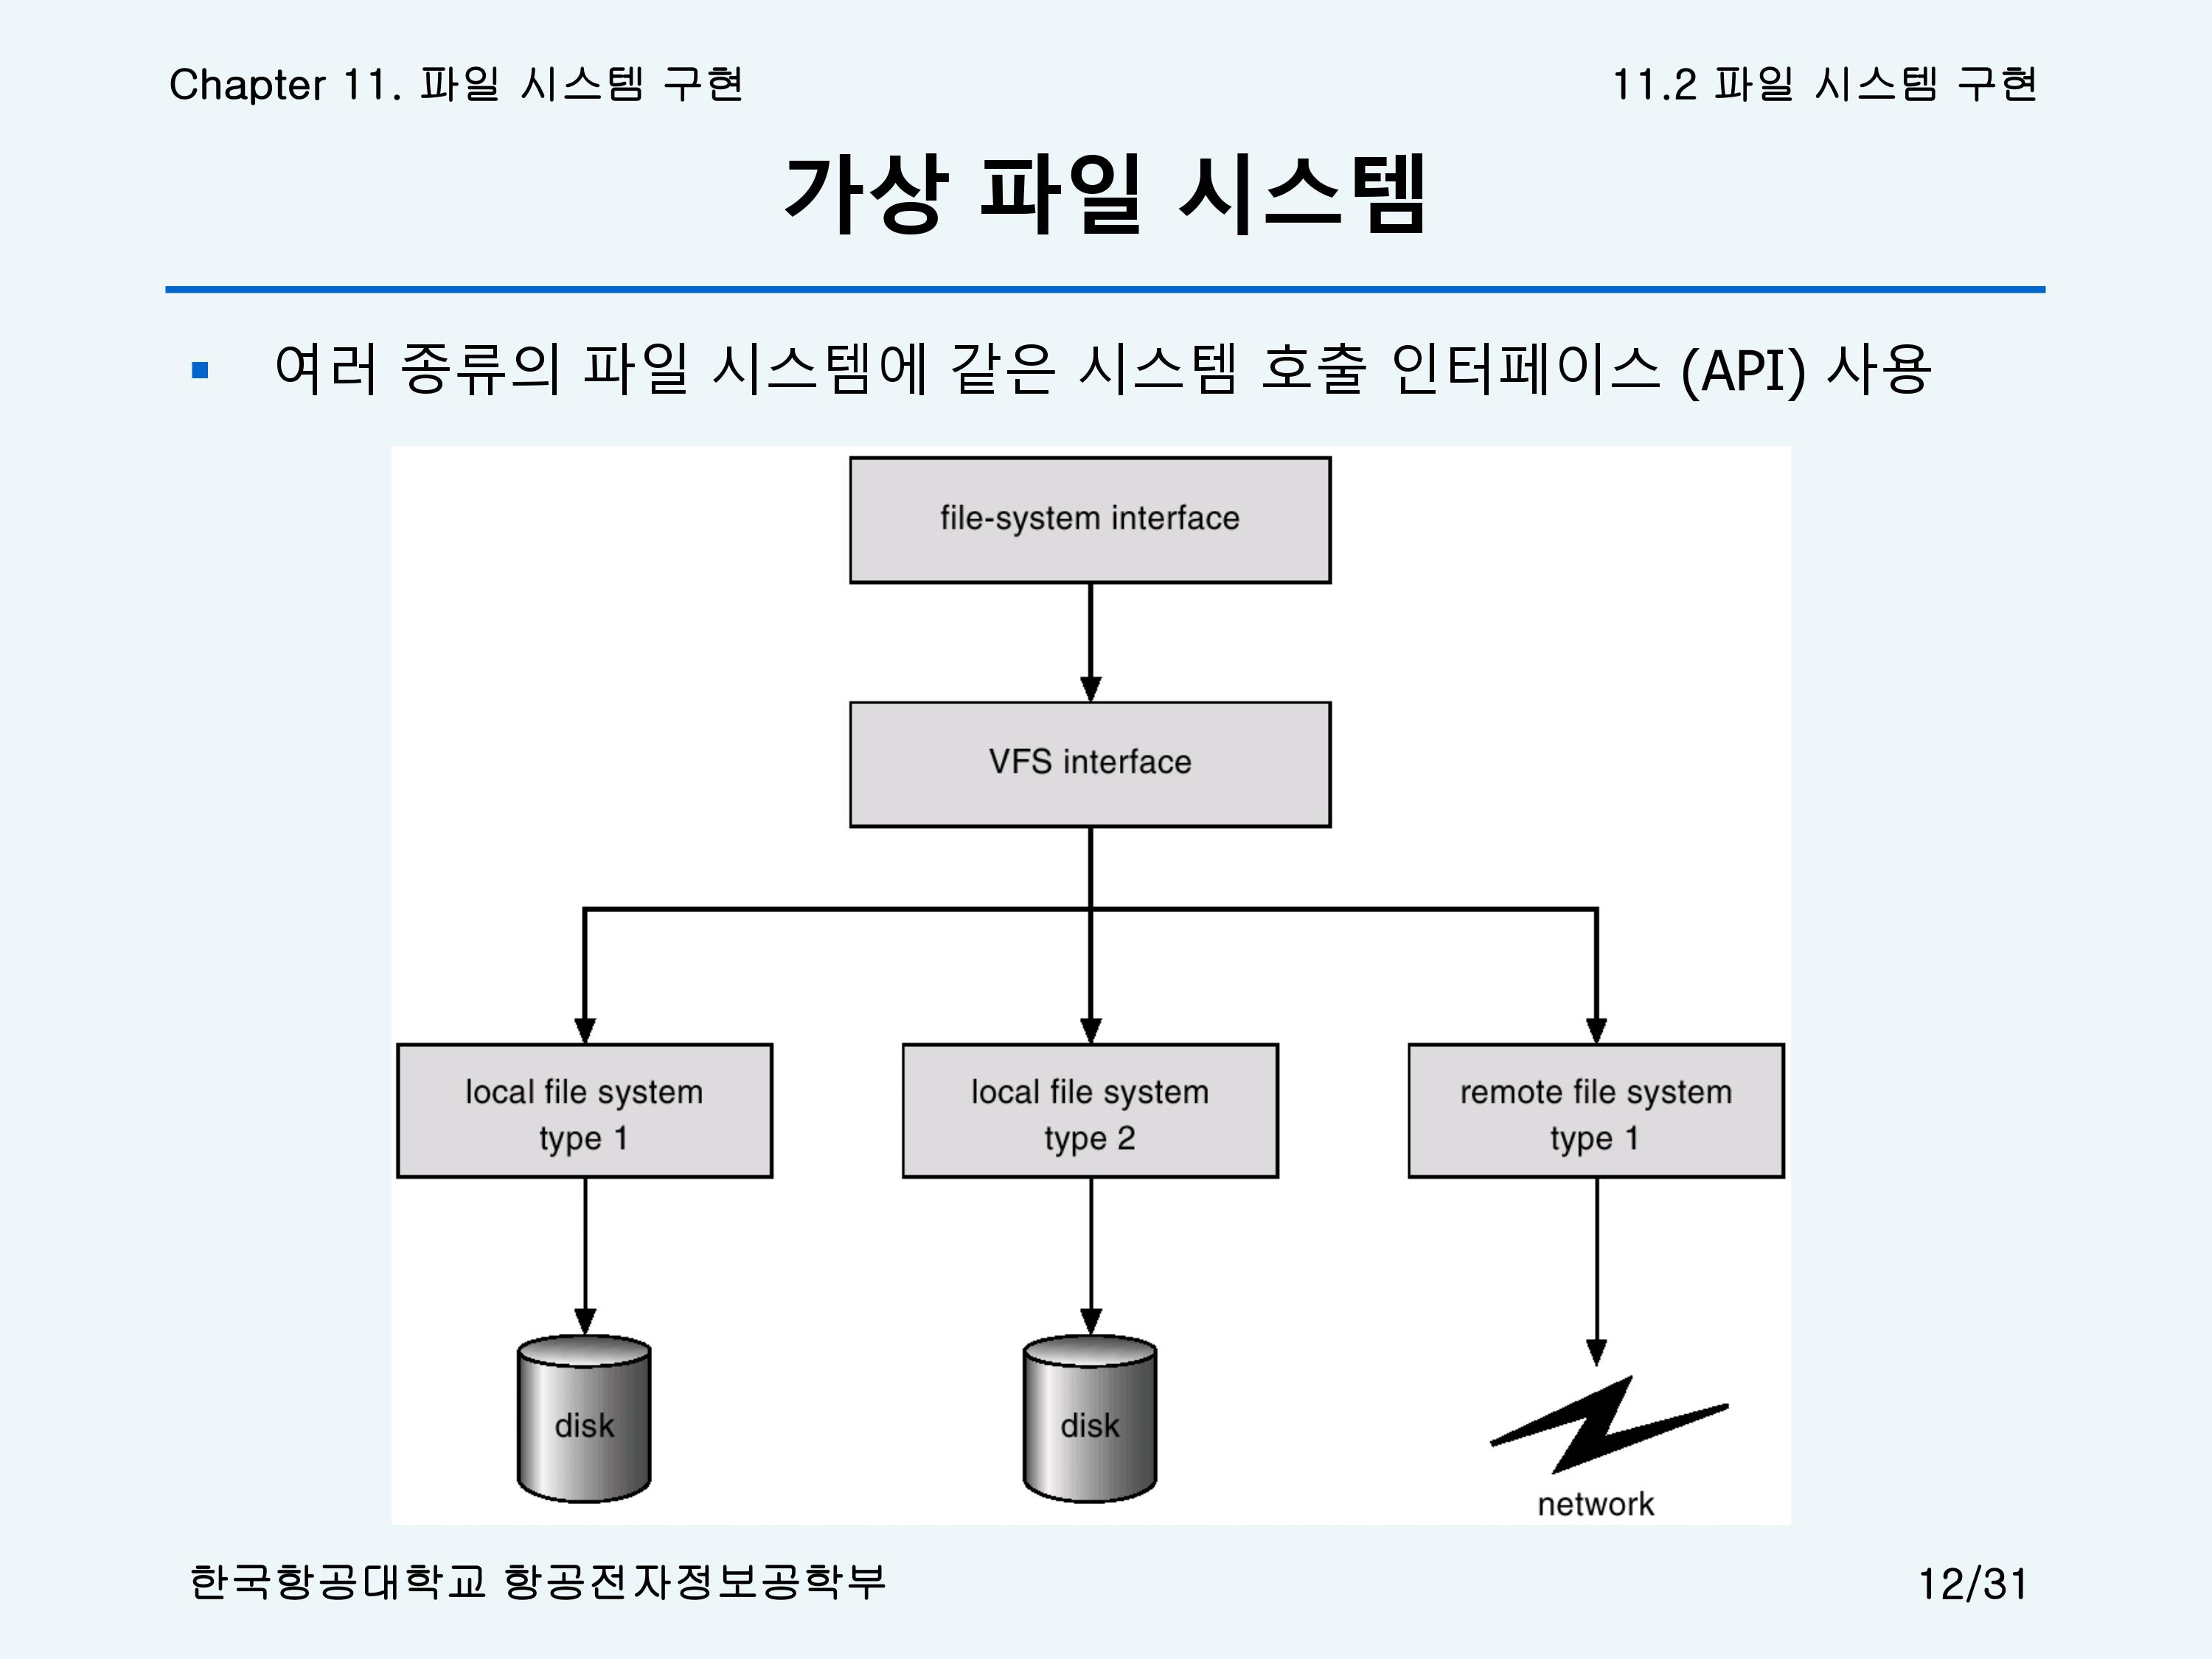 Chapter 11. 파일 시스템 구현
11.2 파일 시스템 구현
가상 파일 시스템
▪ 여러 종류의 파일 시스템에 같은 시스템 호출 인터페이스 (API) 사용
file-system interface
VFS interface
local file system
type 1
local file system
type 2
remote file system
type 1
disk
disk
network
한국항공대학교 항공전자정보공학부
12/31